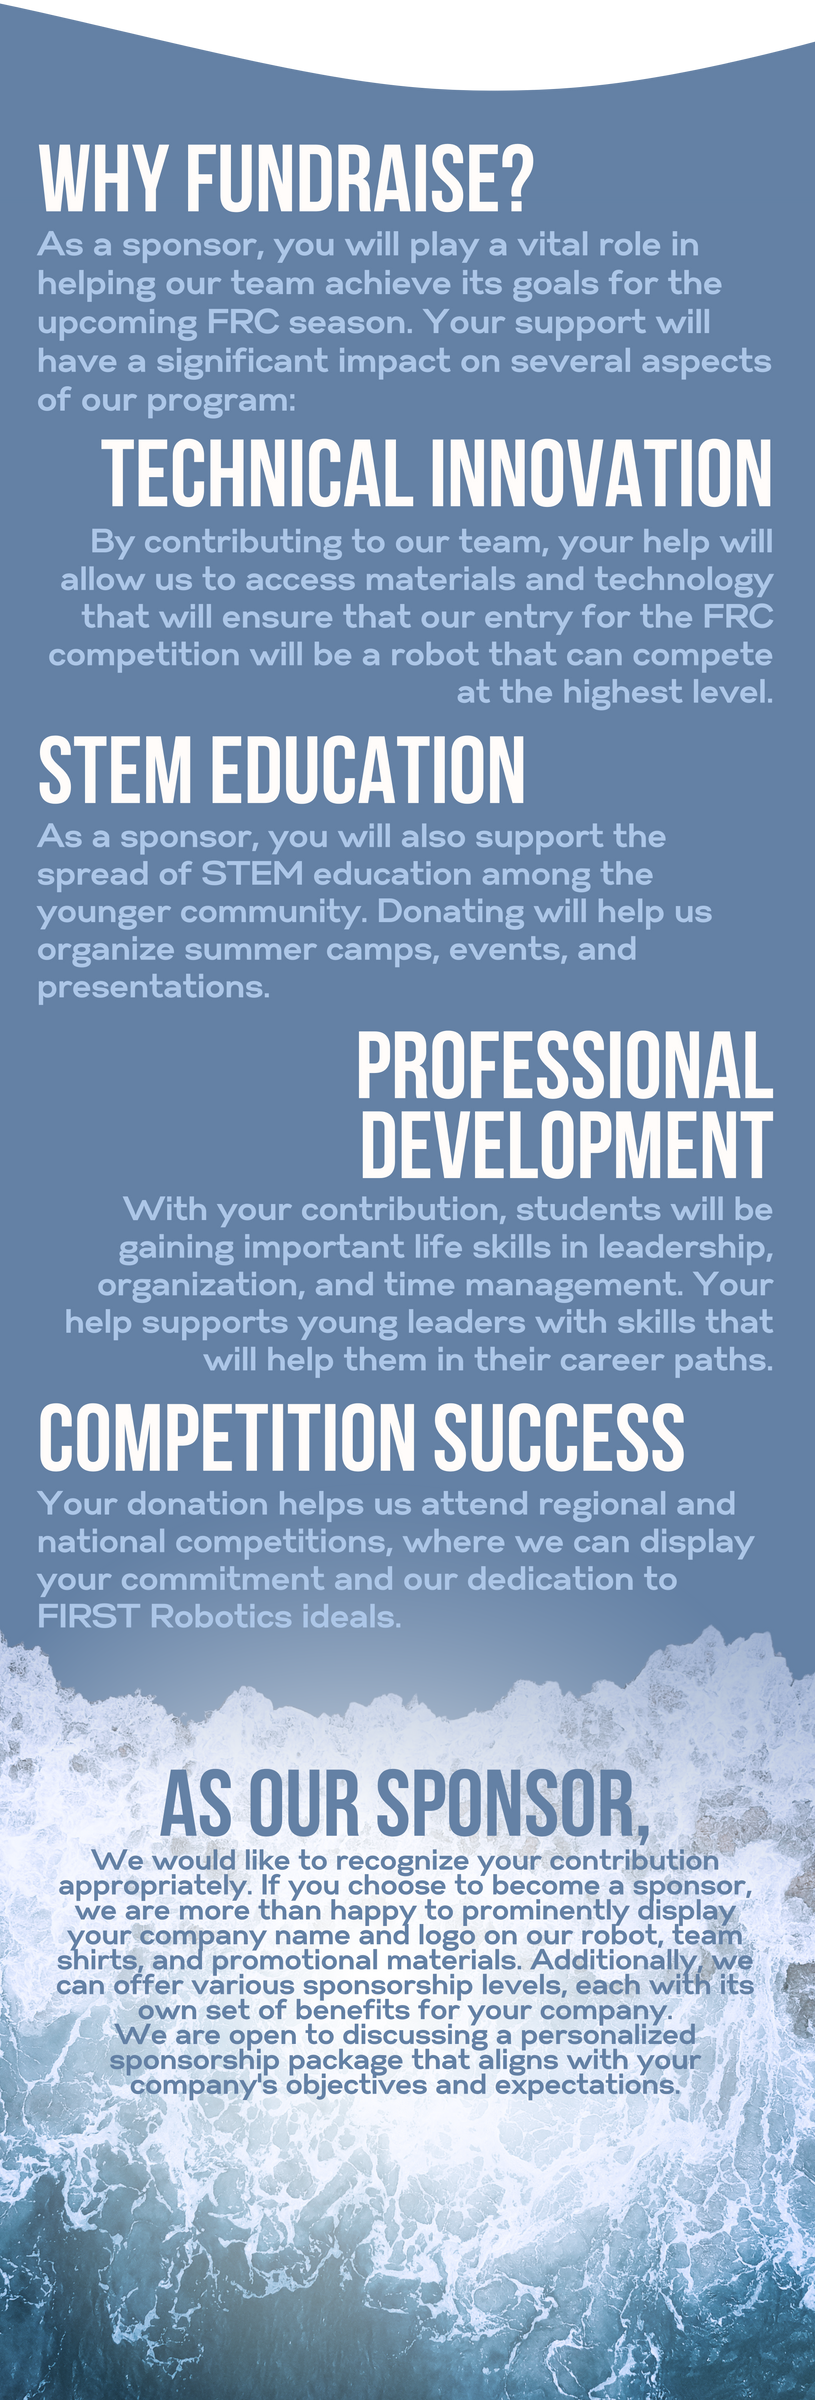 WHY FUNDRAISE?
As a sponsor, you will play a vital role in
helping our team achieve its goals for the
upcoming FRC season. Your support will
have a significant impact on several aspects
of our program:
TECHNICAL INNOVATION
By contributing to our team, your help will
allow us to access materials and technology
that will ensure that our entry for the FRC
competition will be a robot that can compete
at the highest level.
STEM EDUCATION
As a sponsor, you will also support the
spread of STEM education among the
younger community. Donating will help us
organize summer camps, events, and
presentations.
PROFESSIONAL
DEVELOPMENT
With your contribution, students will be
gaining important life skills in leadership,
organization, and time management. Your
help supports young leaders with skills that
will help them in their career paths.
COMPETITION SUCCESS
Your donation helps us attend regional and
national competitions, where we can display
your commitment and our dedication to
FIRST Robotics ideals.
AS OUR SPONSOR,
We would like to recognize your contribution
appropriately. If you choose to become a sponsor,
we are more than happy to prominently display
your company name and logo on our robot, team
shirts, and promotional materials. Additionally, we
can offer various sponsorship levels, each with its
own set of benefits for your company.
We are open to discussing a personalized
sponsorship package that aligns with your
company's objectives and expectations.